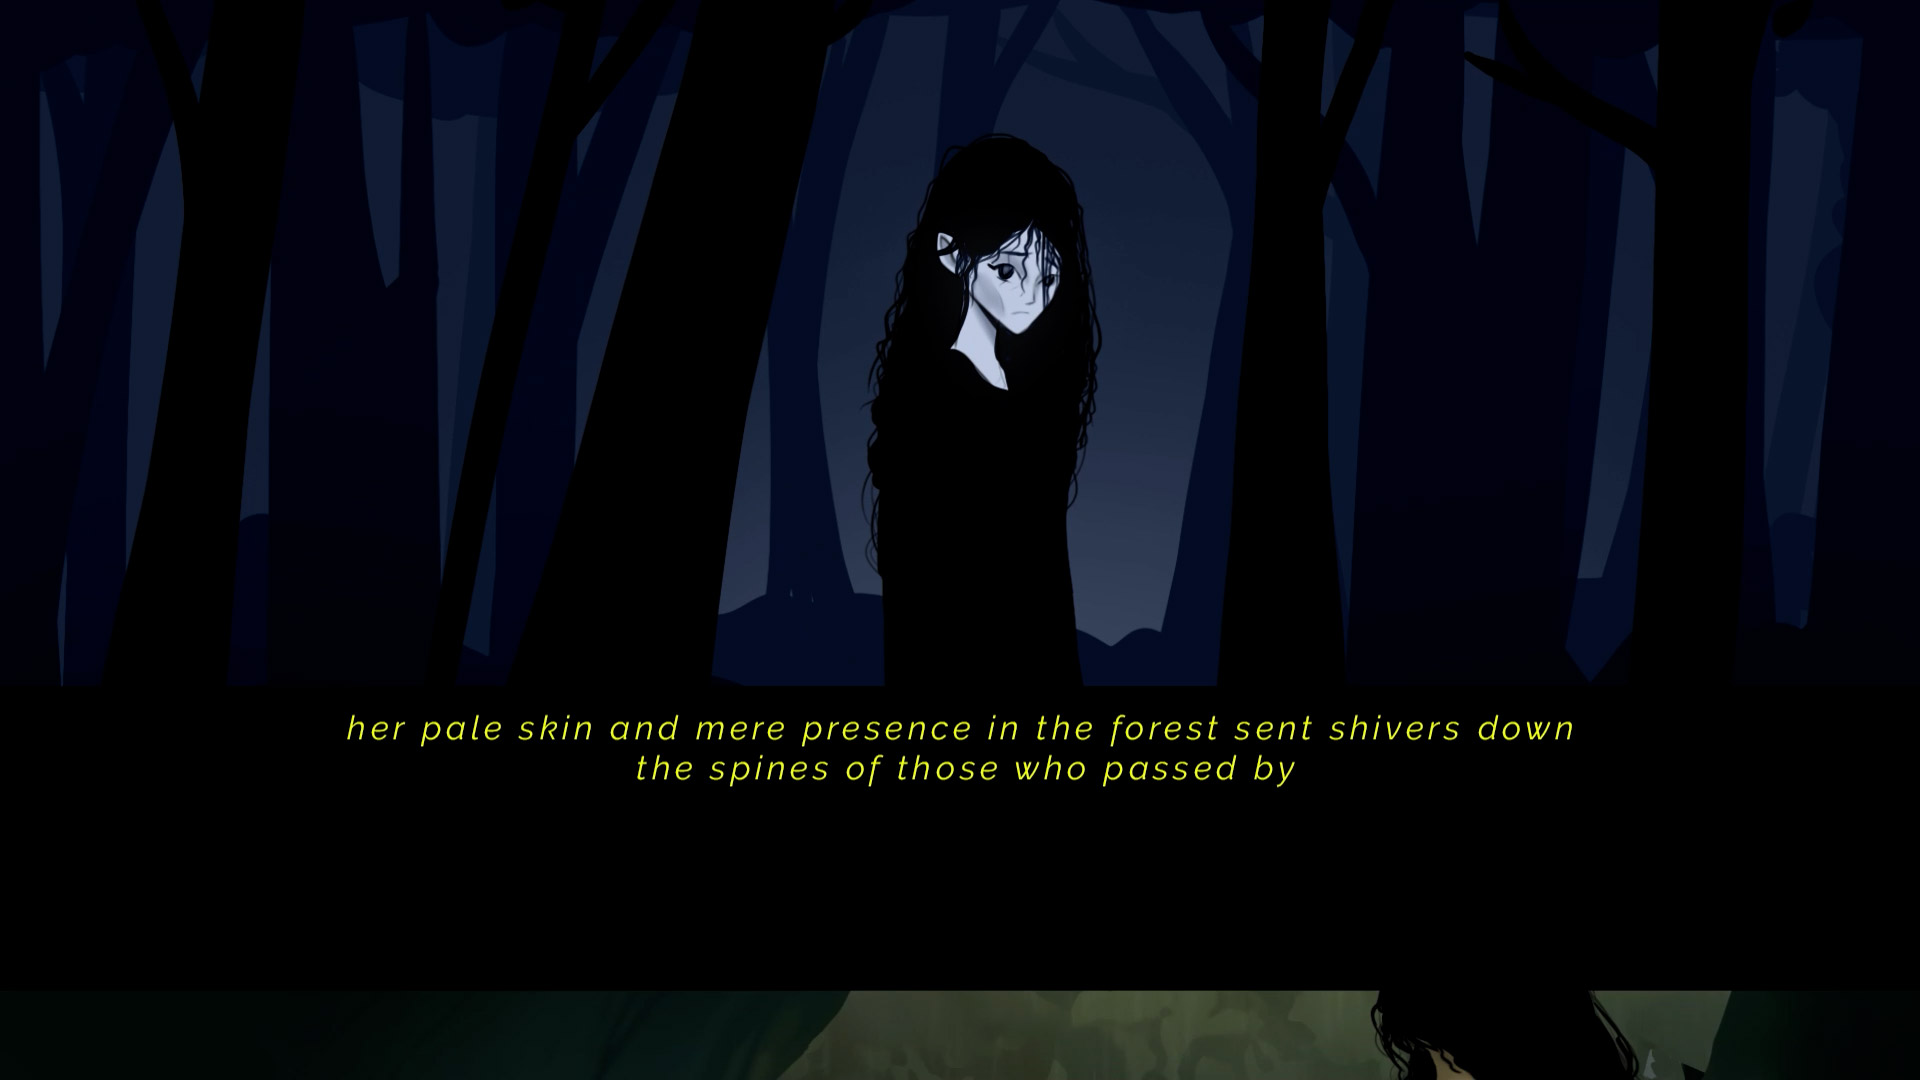 her pale skin and mere presence in the forest sent shivers down
the spines of those who passed by